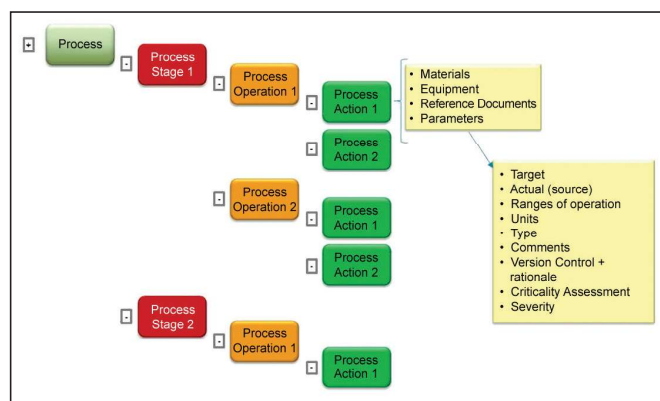 +
Process
-
Process
Stage 1
-
Process
Operation 1
-
Process
Action 1
• Materials
• Equipment
• Reference Documents
• Parameters
-
Process
Action 2
• Target
• Actual (source)
• Ranges of operation
• Units
- Type
• Comments
• Version Control +
rationale
• Criticality Assessment
• Severity
-
Process
Operation 2
-
Process
Action 1
-
Process
Action 2
-
Process
Stage 2
-
Process
Operation 1
-
Process
Action 1